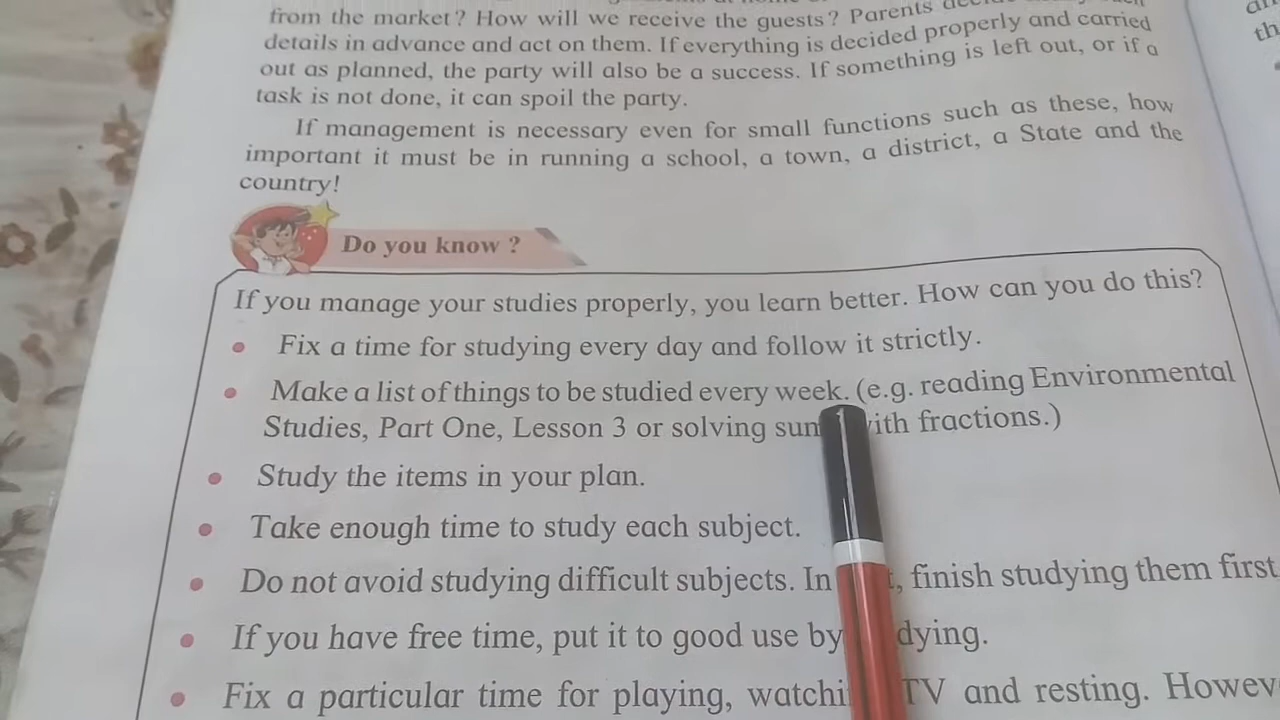 from the market? How will we receive the guests? Parents
details in advance and act on them. If everything is decided properly and carried
out as planned, the party will also be a success. If something is left out, or if a
task is not done, it can spoil the party.
If management is necessary even for small functions such as these, how
important it must be in running a school, a town, a district, a State and the
country!
Do you know ?
If you manage your studies properly, you learn better. How can you do this?
• Fix a time for studying every day and follow it strictly.
• Make a list of things to be studied every week. (e.g. reading Environmental
Studies, Part One, Lesson 3 or solving with fractions.)
• Study the items in your plan.
• Take enough time to study each subject.
• Do not avoid studying difficult subjects. In , finish studying them first
• If you have free time, put it to good use by
• Fix a particular time for playing, TV and resting.